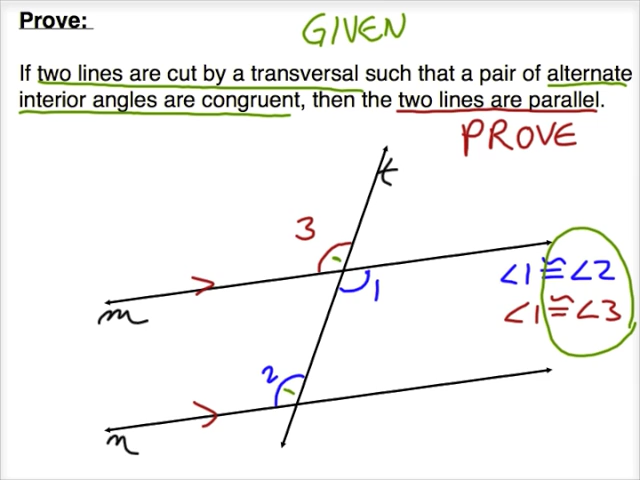 Prove:
GIVEN
If two lines are cut by a transversal such that a pair of alternate
interior angles are congruent, then the two lines are parallel.
PROVE
t
3
1
∠1 ≅ ∠2
∠1 ≅ ∠3
m
2
n